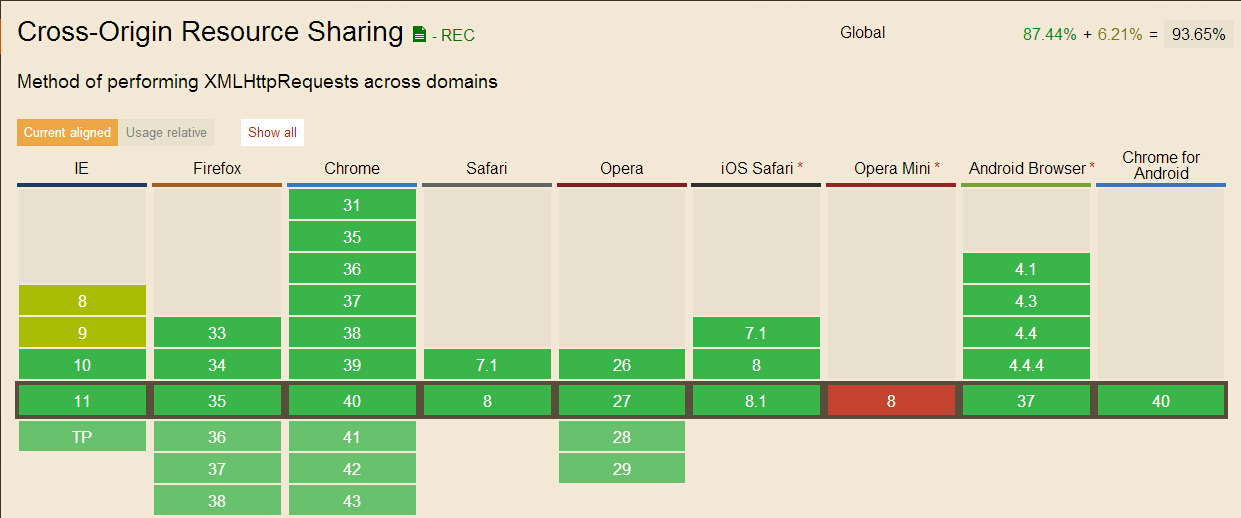 Cross-Origin Resource Sharing - REC Global 87.44% + 6.21% = 93.65%
Method of performing XMLHttpRequests across domains
Current aligned Usage relative Show all
IE Firefox Chrome Safari Opera iOS Safari * Opera Mini * Android Browser * Chrome for Android
31
35
36 4.1
8 37 4.3
9 33 38 7.1 4.4
10 34 39 7.1 26 8 4.4.4
11 35 40 8 27 8.1 8 37 40
TP 36 41 28
37 42 29
38 43